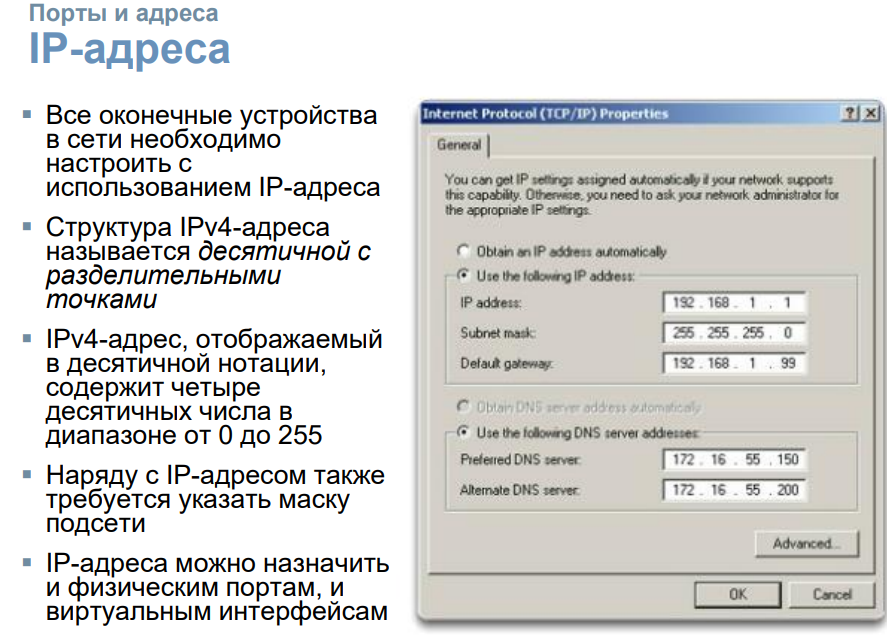 Порты и адреса
IP-адреса
Все оконечные устройства
в сети необходимо
настроить с
использованием IP-адреса
Структура IPv4-адреса
называется десятичной с
разделительными
точками
IPv4-адрес, отображаемый
в десятичной нотации,
содержит четыре
десятичных числа в
диапазоне от 0 до 255
Наряду с IP-адресом также
требуется указать маску
подсети
IP-адреса можно назначить
и физическим портам, и
виртуальным интерфейсам
Internet Protocol (TCP/IP) Properties
General
You can get IP settings assigned automatically if your network supports
this capability. Otherwise, you need to ask your network administrator for
the appropriate IP settings.
Obtain an IP address automatically
Use the following IP address:
IP address: 192 . 168 . 1 . 1
Subnet mask: 255 . 255 . 255 . 0
Default gateway: 192 . 168 . 1 . 99
Obtain DNS server address automatically
Use the following DNS server addresses:
Preferred DNS server: 172 . 16 . 55 . 150
Alternate DNS server: 172 . 16 . 55 . 200
Advanced...
OK Cancel